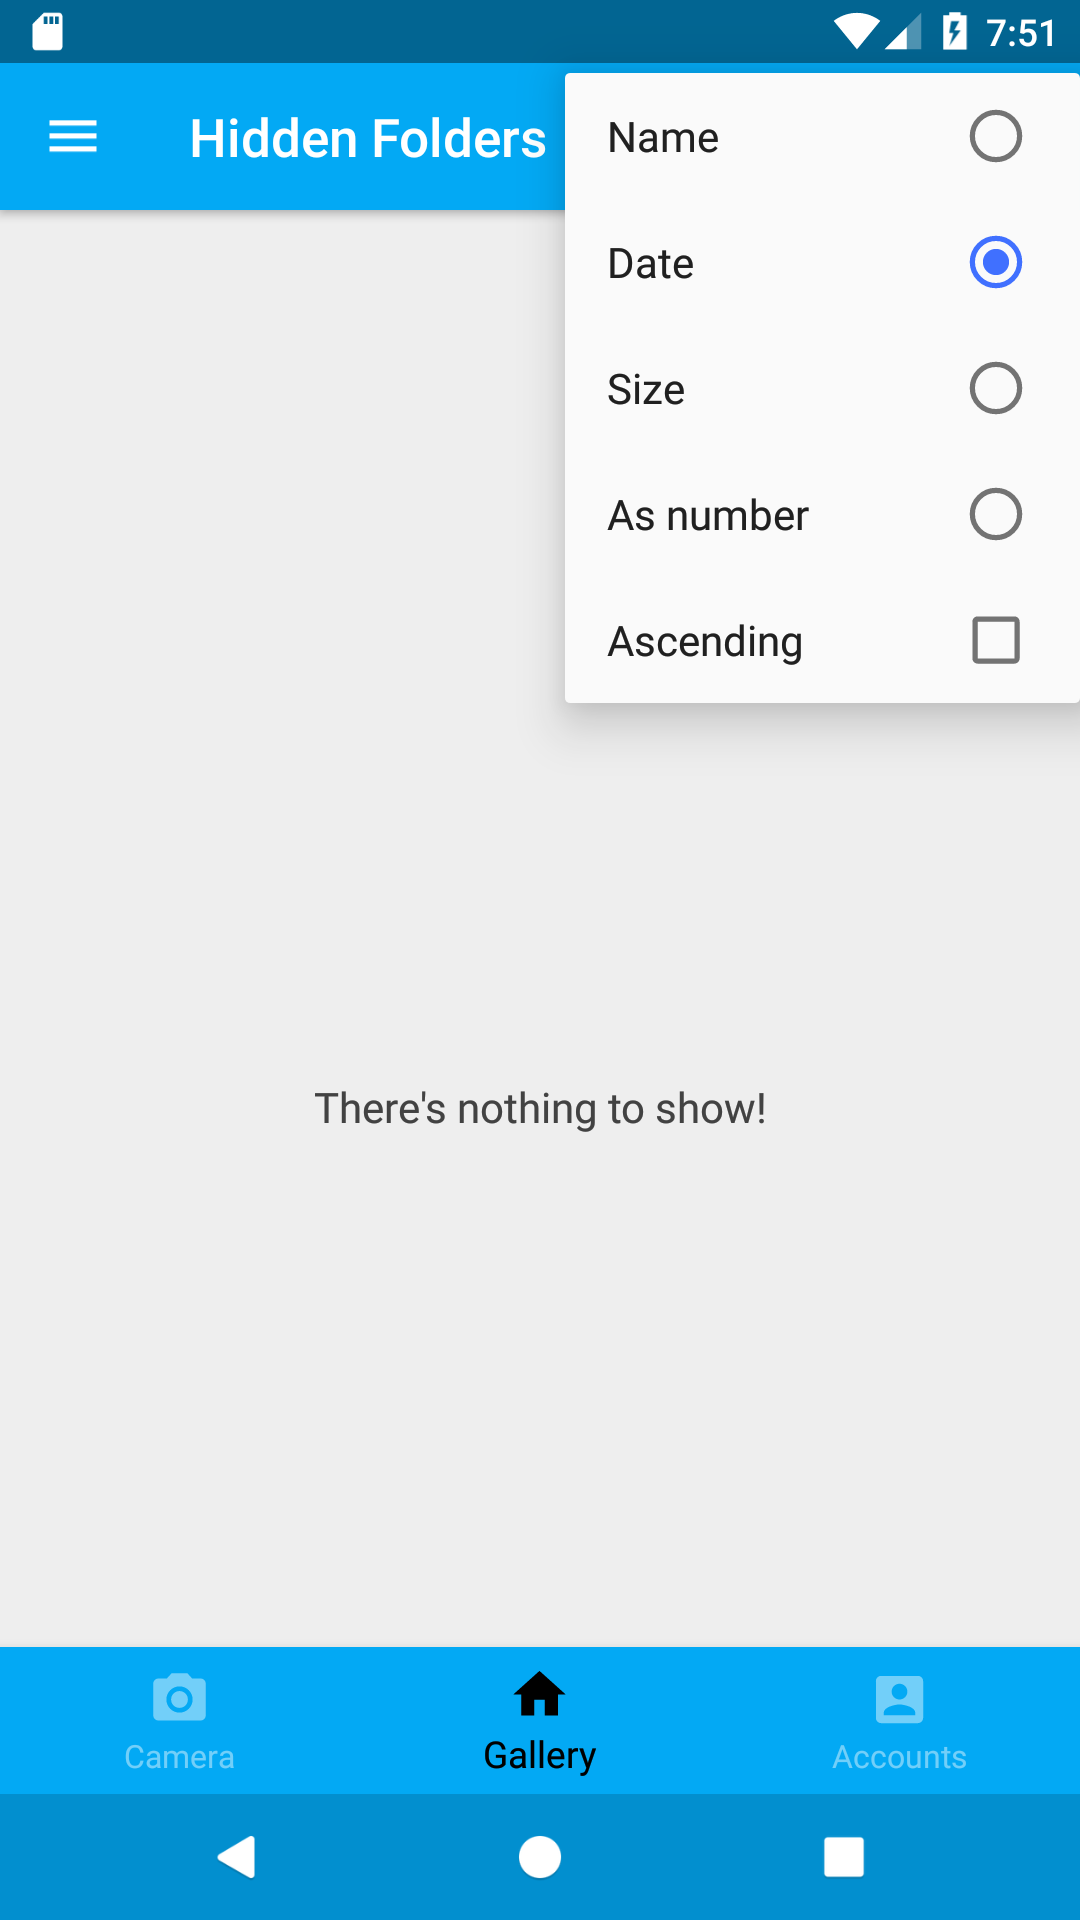 7:51
Hidden Folders
Name
Date
Size
As number
Ascending
There's nothing to show!
Camera
Gallery
Accounts